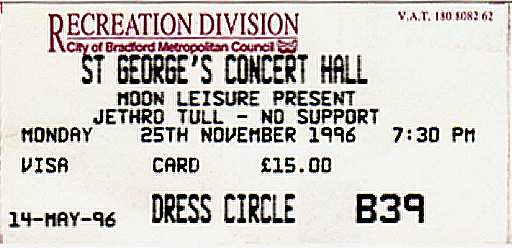 RECREATION DIVISION
V.A.T. 180 8082 62
City of Bradford Metropolitan Council
ST GEORGE'S CONCERT HALL
MOON LEISURE PRESENT
JETHRO TULL - NO SUPPORT
MONDAY 25TH NOVEMBER 1996 7:30 PM
VISA CARD £15.00
14-MAY-96 DRESS CIRCLE B39